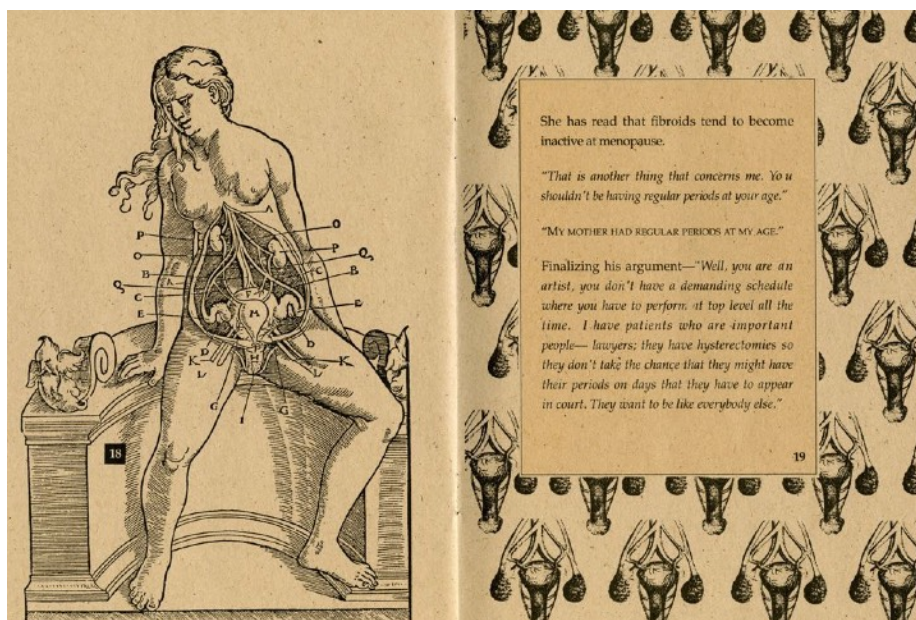 A
O
P
P
O
Q
B
C
A
B
Q
C
E
E
F
M
D
D
K
H
K
L
L
G
I
G
18
She has read that fibroids tend to become
inactive at menopause.
“That is another thing that concerns me. You
shouldn’t be having regular periods at your age.”
“MY MOTHER HAD REGULAR PERIODS AT MY AGE.”
Finalizing his argument—“Well, you are an
artist, you don’t have a demanding schedule
where you have to perform at top level all the
time. I have patients who are important
people— lawyers; they have hysterectomies so
they don’t take the chance that they might have
their periods on days that they have to appear
in court. They want to be like everybody else.”
19